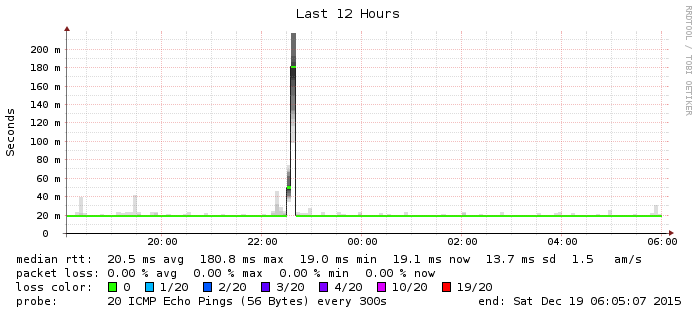 Last 12 Hours
RRDTOOL / TOBI OETIKER
Seconds
200 m
180 m
160 m
140 m
120 m
100 m
80 m
60 m
40 m
20 m
0
20:00 22:00 00:00 02:00 04:00 06:00
median rtt: 20.5 ms avg 180.8 ms max 19.0 ms min 19.1 ms now 13.7 ms sd 1.5 am/s
packet loss: 0.00 % avg 0.00 % max 0.00 % min 0.00 % now
loss color: 0 1/20 2/20 3/20 4/20 10/20 19/20
probe: 20 ICMP Echo Pings (56 Bytes) every 300s end: Sat Dec 19 06:05:07 2015